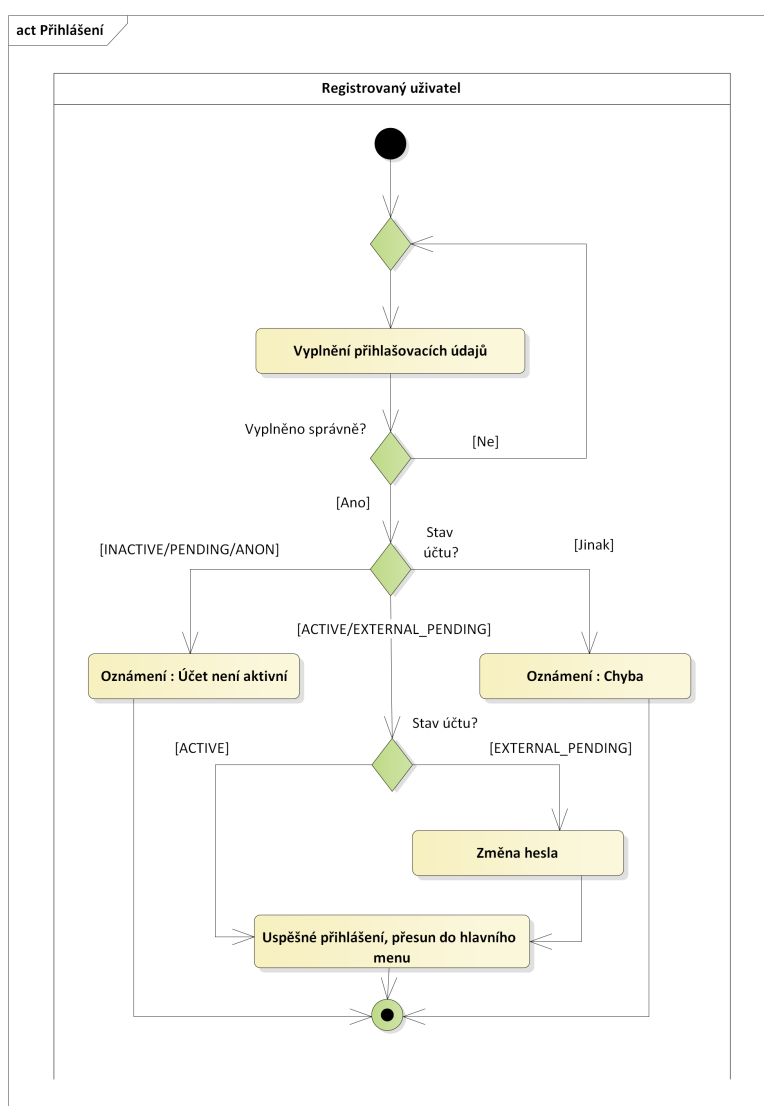 act Přihlášení
Registrovaný uživatel
Vyplnění přihlašovacích údajů
Vyplněno správně?
[Ne]
[Ano]
Stav
účtu?
[INACTIVE/PENDING/ANON]
[Jinak]
[ACTIVE/EXTERNAL_PENDING]
Oznámení : Účet není aktivní
Oznámení : Chyba
Stav účtu?
[ACTIVE]
[EXTERNAL_PENDING]
Změna hesla
Uspěšné přihlášení, přesun do hlavního
menu